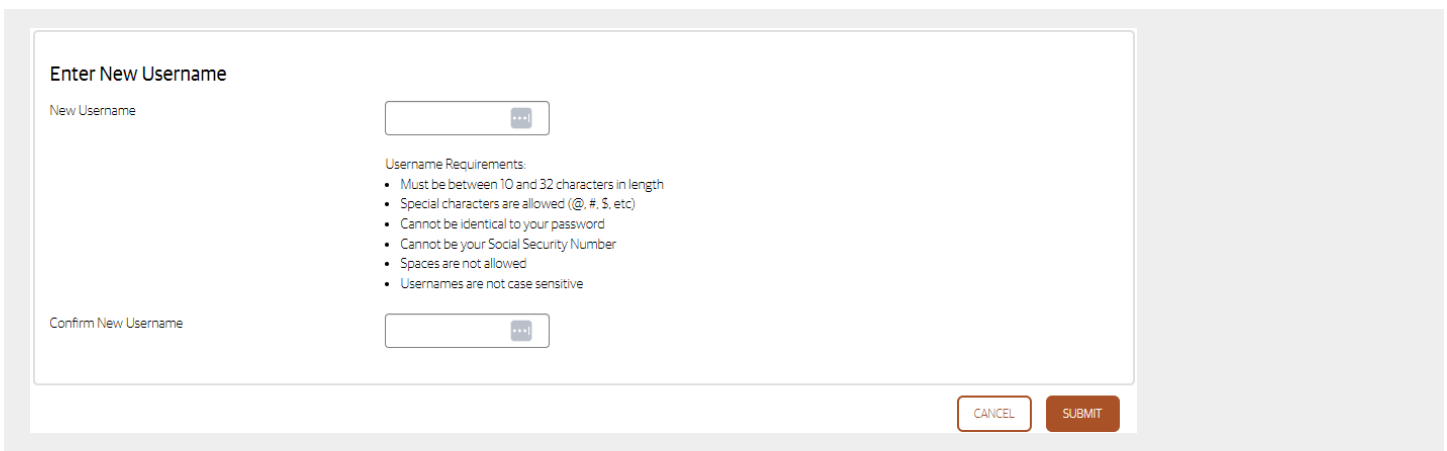 Enter New Username
New Username
Username Requirements:
• Must be between 10 and 32 characters in length
• Special characters are allowed (@, #, $, etc)
• Cannot be identical to your password
• Cannot be your Social Security Number
• Spaces are not allowed
• Usernames are not case sensitive
Confirm New Username
CANCEL SUBMIT